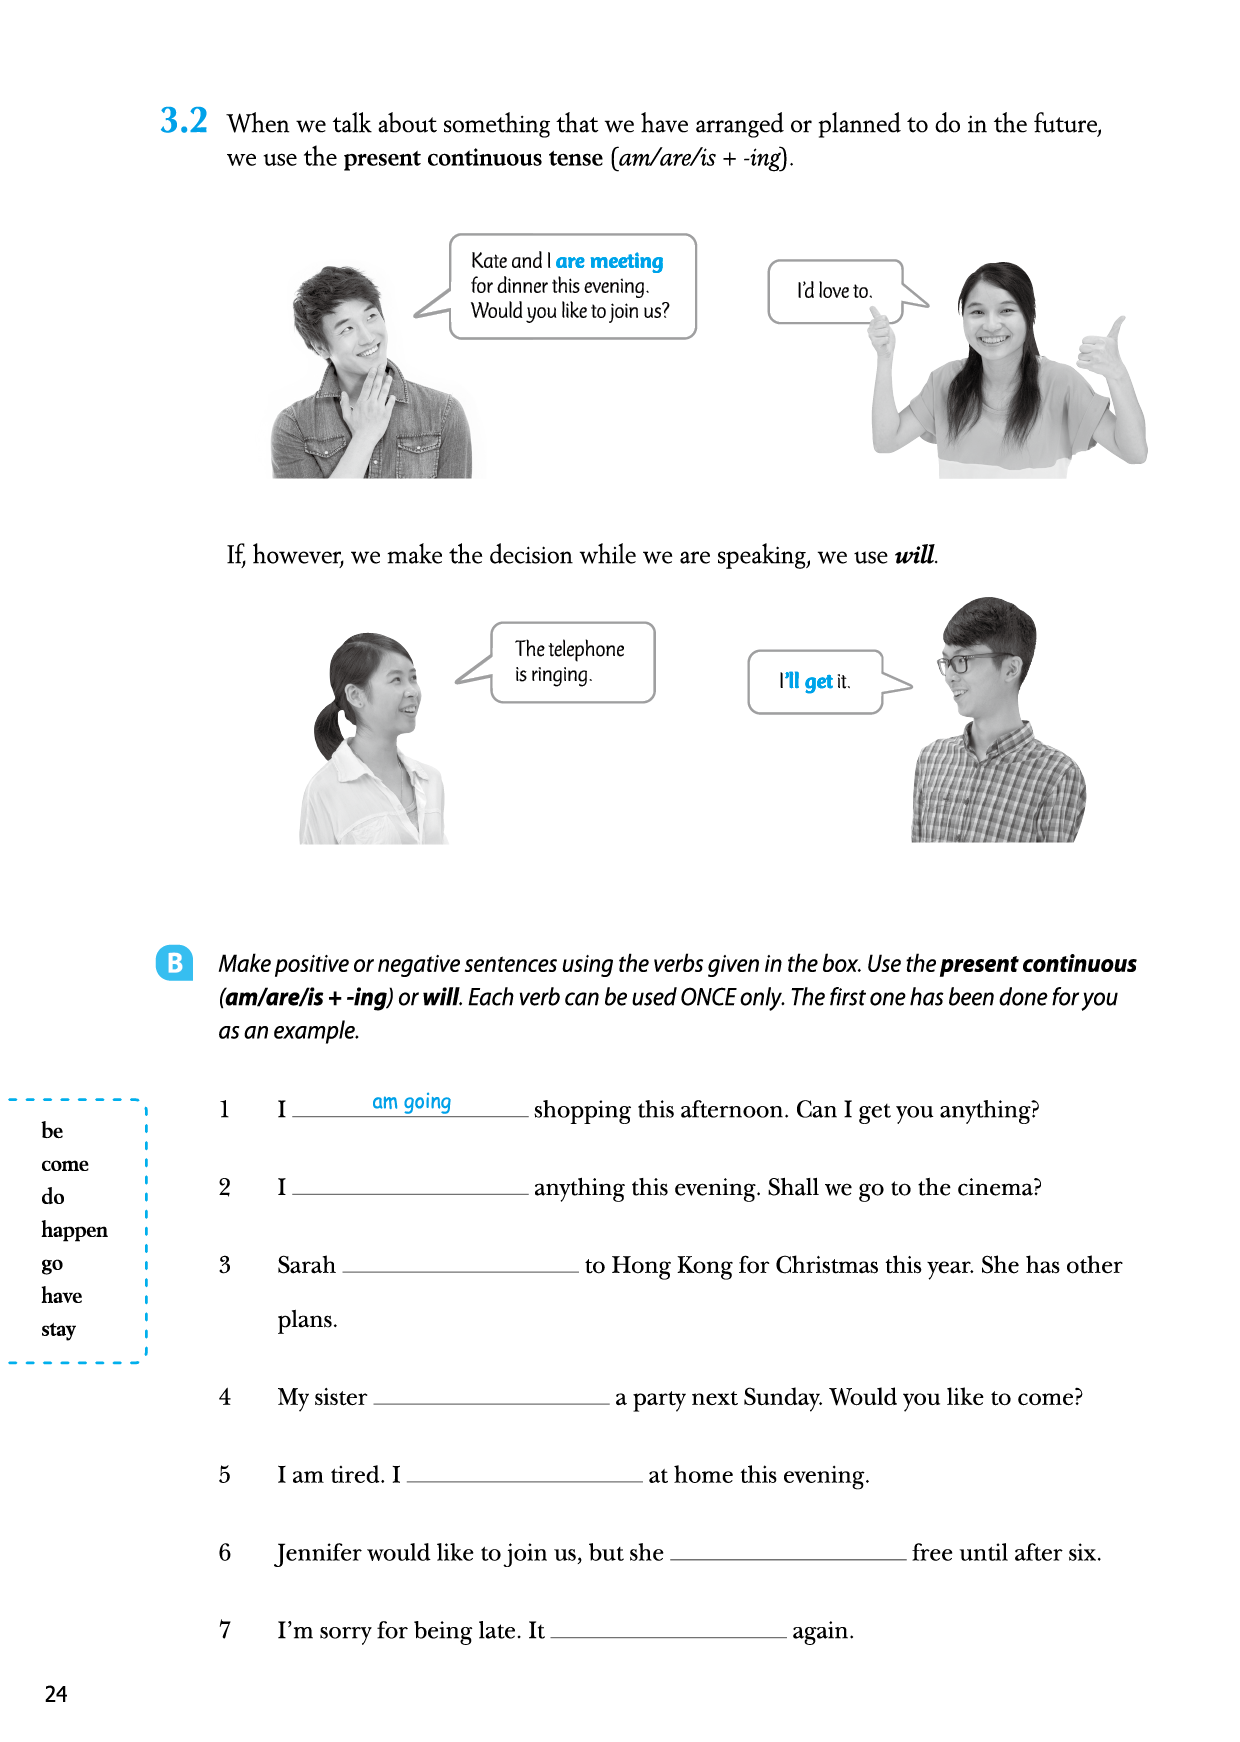 3.2 When we talk about something that we have arranged or planned to do in the future,
we use the present continuous tense (am/are/is + -ing).
Kate and I are meeting
for dinner this evening.
Would you like to join us?
I'd love to.
If, however, we make the decision while we are speaking, we use will.
The telephone
is ringing.
I'll get it.
B Make positive or negative sentences using the verbs given in the box. Use the present continuous
(am/are/is + -ing) or will. Each verb can be used ONCE only. The first one has been done for you
as an example.
be
come
do
happen
go
have
stay
1 I am going shopping this afternoon. Can I get you anything?
2 I ____ anything this evening. Shall we go to the cinema?
3 Sarah ____ to Hong Kong for Christmas this year. She has other
plans.
4 My sister ____ a party next Sunday. Would you like to come?
5 I am tired. I ____ at home this evening.
6 Jennifer would like to join us, but she ____ free until after six.
7 I'm sorry for being late. It ____ again.
24